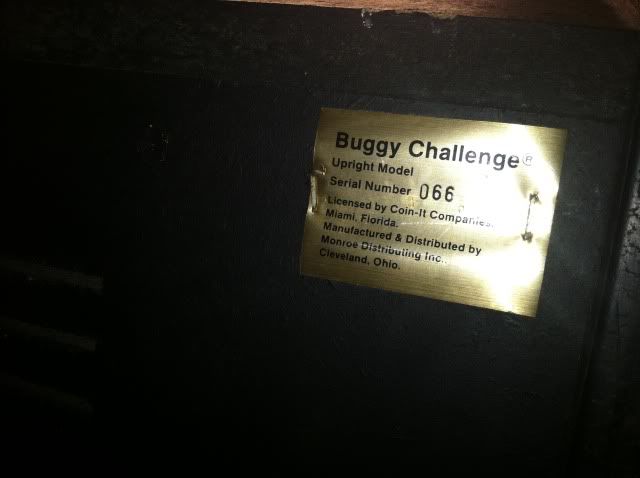 Buggy Challenge®
Upright Model
Serial Number 066
Licensed by Coin-It Companies,
Miami, Florida.
Manufactured & Distributed by
Monroe Distributing Inc.,
Cleveland, Ohio.